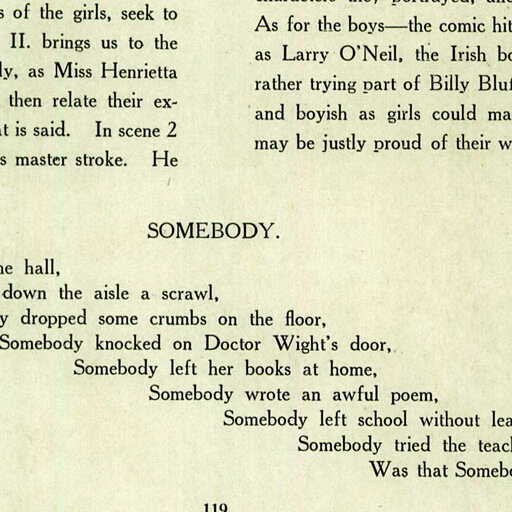 s of the girls, seek to
II. brings us to the
ly, as Miss Henrietta
then relate their ex-
t is said. In scene 2
s master stroke. He
As for the boys—the comic hit
as Larry O'Neil, the Irish bo
rather trying part of Billy Bluf
and boyish as girls could ma
may be justly proud of their w
SOMEBODY.
ne hall,
down the aisle a scrawl,
y dropped some crumbs on the floor,
Somebody knocked on Doctor Wight's door,
Somebody left her books at home,
Somebody wrote an awful poem,
Somebody left school without lea
Somebody tried the teac
Was that Somebo
119